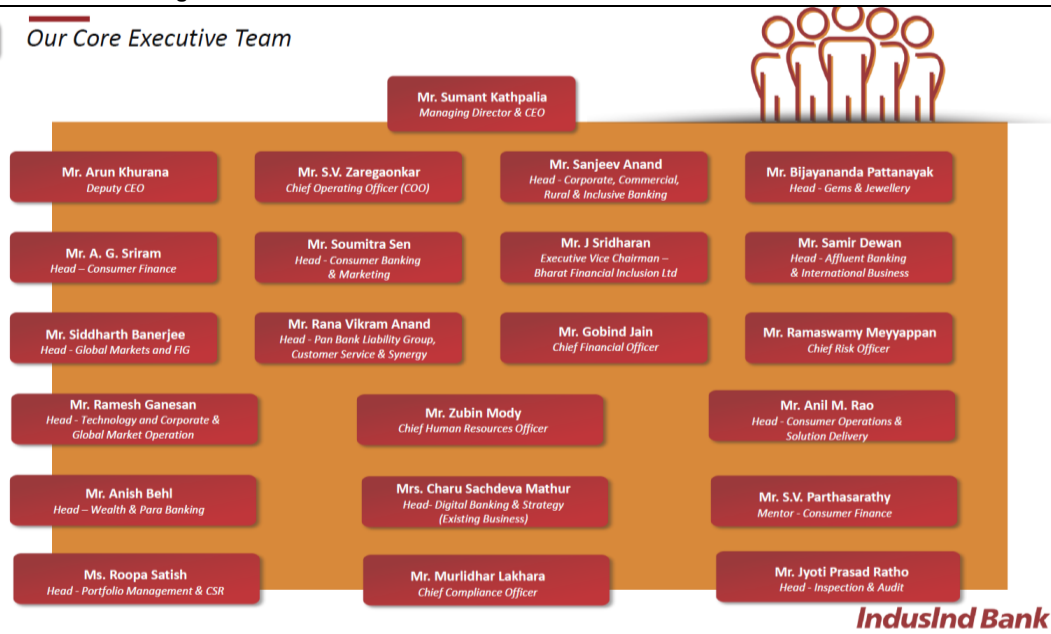 Our Core Executive Team
Mr. Sumant Kathpalia
Managing Director & CEO
Mr. Arun Khurana
Deputy CEO
Mr. S.V. Zaregaonkar
Chief Operating Officer (COO)
Mr. Sanjeev Anand
Head - Corporate, Commercial,
Rural & Inclusive Banking
Mr. Bijayananda Pattanayak
Head - Gems & Jewellery
Mr. A. G. Sriram
Head – Consumer Finance
Mr. Soumitra Sen
Head - Consumer Banking
& Marketing
Mr. J Sridharan
Executive Vice Chairman –
Bharat Financial Inclusion Ltd
Mr. Samir Dewan
Head - Affluent Banking
& International Business
Mr. Siddharth Banerjee
Head - Global Markets and FIG
Mr. Rana Vikram Anand
Head - Pan Bank Liability Group,
Customer Service & Synergy
Mr. Gobind Jain
Chief Financial Officer
Mr. Ramaswamy Meyyappan
Chief Risk Officer
Mr. Ramesh Ganesan
Head - Technology and Corporate &
Global Market Operation
Mr. Zubin Mody
Chief Human Resources Officer
Mr. Anil M. Rao
Head - Consumer Operations &
Solution Delivery
Mr. Anish Behl
Head – Wealth & Para Banking
Mrs. Charu Sachdeva Mathur
Head- Digital Banking & Strategy
(Existing Business)
Mr. S.V. Parthasarathy
Mentor - Consumer Finance
Ms. Roopa Satish
Head - Portfolio Management & CSR
Mr. Murlidhar Lakhara
Chief Compliance Officer
Mr. Jyoti Prasad Ratho
Head - Inspection & Audit
IndusInd Bank